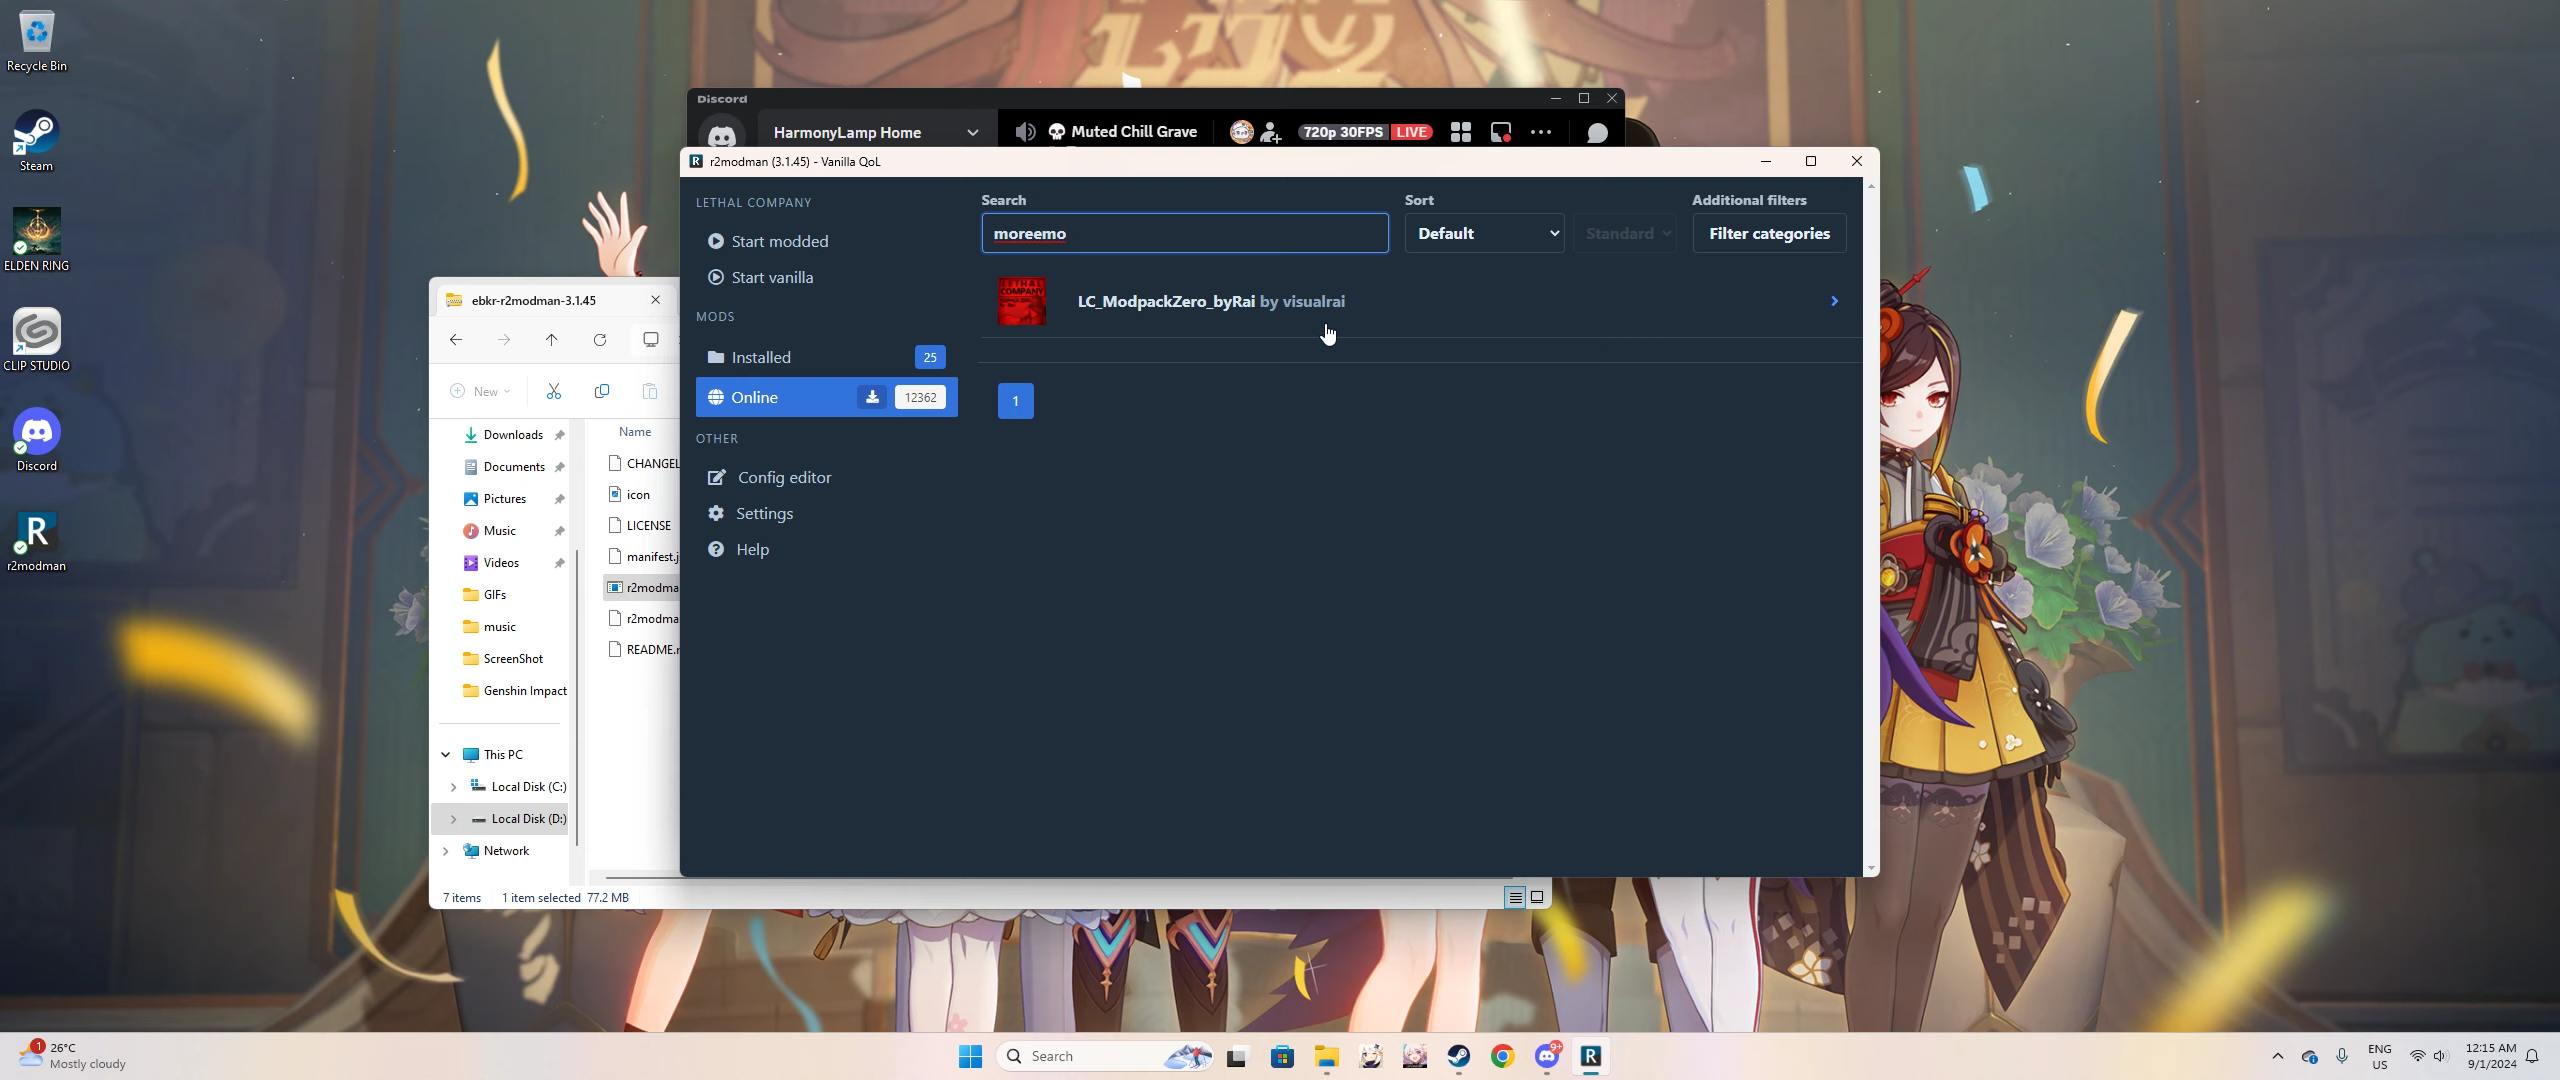 Recycle Bin
Steam
ELDEN RING
CLIP STUDIO
Discord
r2modman
Discord
HarmonyLamp Home
Muted Chill Grave
720p 30FPS LIVE
r2modman (3.1.45) - Vanilla QoL
LETHAL COMPANY
Start modded
Start vanilla
MODS
Installed 25
Online 12362
OTHER
Config editor
Settings
Help
Search
moreemo
Sort
Default
Standard
Additional filters
Filter categories
LC_ModpackZero_byRai by visualrai
1
ebkr-r2modman-3.1.45
New
Downloads
Documents
Pictures
Music
Videos
GIFs
music
ScreenShot
Genshin Impact
This PC
Local Disk (C:)
Local Disk (D:)
Network
Name
CHANGEL
icon
LICENSE
manifest.j
r2modma
r2modma
README.r
7 items 1 item selected 77.2 MB
1
26°C
Mostly cloudy
Search
9+
R
ENG
US
12:15 AM
9/1/2024